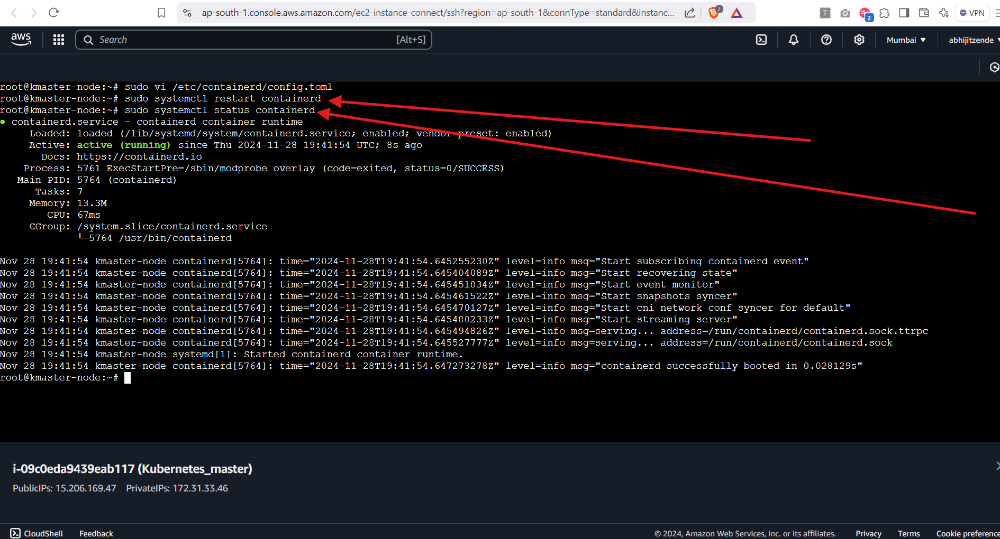 ap-south-1.console.aws.amazon.com/ec2-instance-connect/ssh?region=ap-south-1&connType=standard&instanc...
2
T
2
VPN
aws
Search
[Alt+S]
Mumbai
abhijitzende
root@kmaster-node:~# sudo vi /etc/containerd/config.toml
root@kmaster-node:~# sudo systemctl restart containerd
root@kmaster-node:~# sudo systemctl status containerd
● containerd.service - containerd container runtime
Loaded: loaded (/lib/systemd/system/containerd.service; enabled; vendor preset: enabled)
Active: active (running) since Thu 2024-11-28 19:41:54 UTC; 8s ago
Docs: https://containerd.io
Process: 5761 ExecStartPre=/sbin/modprobe overlay (code=exited, status=0/SUCCESS)
Main PID: 5764 (containerd)
Tasks: 7
Memory: 13.3M
CPU: 67ms
CGroup: /system.slice/containerd.service
└─5764 /usr/bin/containerd
Nov 28 19:41:54 kmaster-node containerd[5764]: time="2024-11-28T19:41:54.645255230Z" level=info msg="Start subscribing containerd event"
Nov 28 19:41:54 kmaster-node containerd[5764]: time="2024-11-28T19:41:54.645404089Z" level=info msg="Start recovering state"
Nov 28 19:41:54 kmaster-node containerd[5764]: time="2024-11-28T19:41:54.645451834Z" level=info msg="Start event monitor"
Nov 28 19:41:54 kmaster-node containerd[5764]: time="2024-11-28T19:41:54.645461522Z" level=info msg="Start snapshots syncer"
Nov 28 19:41:54 kmaster-node containerd[5764]: time="2024-11-28T19:41:54.645470127Z" level=info msg="Start cni network conf syncer for default"
Nov 28 19:41:54 kmaster-node containerd[5764]: time="2024-11-28T19:41:54.645480233Z" level=info msg="Start streaming server"
Nov 28 19:41:54 kmaster-node containerd[5764]: time="2024-11-28T19:41:54.645494826Z" level=info msg=serving... address=/run/containerd/containerd.sock.ttrpc
Nov 28 19:41:54 kmaster-node containerd[5764]: time="2024-11-28T19:41:54.645527777Z" level=info msg=serving... address=/run/containerd/containerd.sock
Nov 28 19:41:54 kmaster-node systemd[1]: Started containerd container runtime.
Nov 28 19:41:54 kmaster-node containerd[5764]: time="2024-11-28T19:41:54.647273278Z" level=info msg="containerd successfully booted in 0.028129s"
root@kmaster-node:~#
i-09c0eda9439eab117 (Kubernetes_master)
PublicIPs: 15.206.169.47 PrivateIPs: 172.31.33.46
CloudShell Feedback
© 2024, Amazon Web Services, Inc. or its affiliates. Privacy Terms Cookie preference